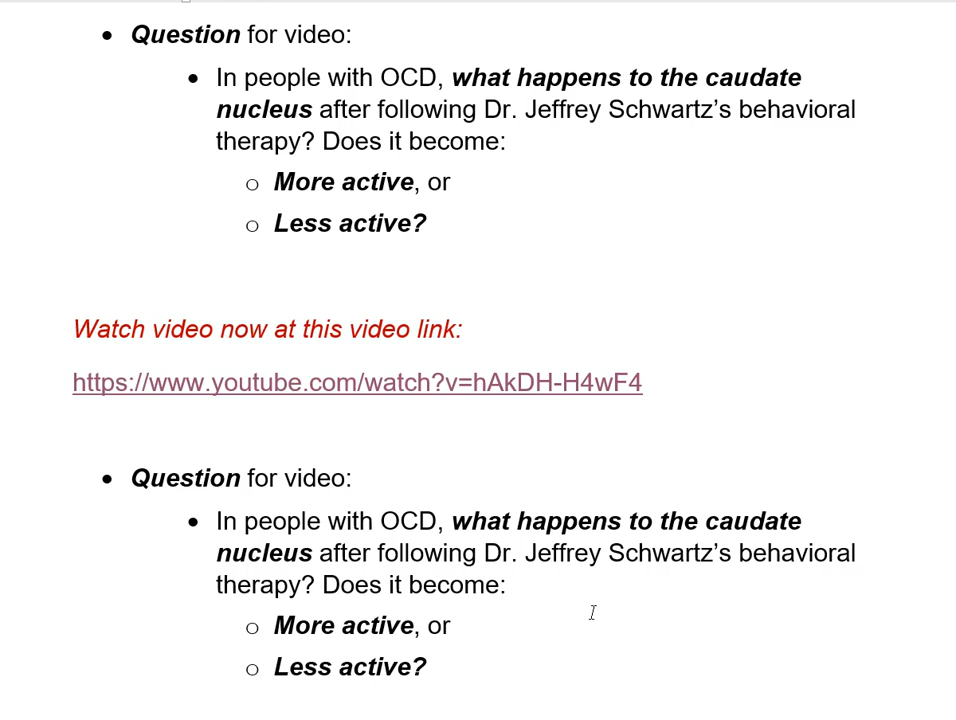 • Question for video:
• In people with OCD, what happens to the caudate
nucleus after following Dr. Jeffrey Schwartz’s behavioral
therapy? Does it become:
o More active, or
o Less active?
Watch video now at this video link:
https://www.youtube.com/watch?v=hAkDH-H4wF4
• Question for video:
• In people with OCD, what happens to the caudate
nucleus after following Dr. Jeffrey Schwartz’s behavioral
therapy? Does it become:
o More active, or
o Less active?